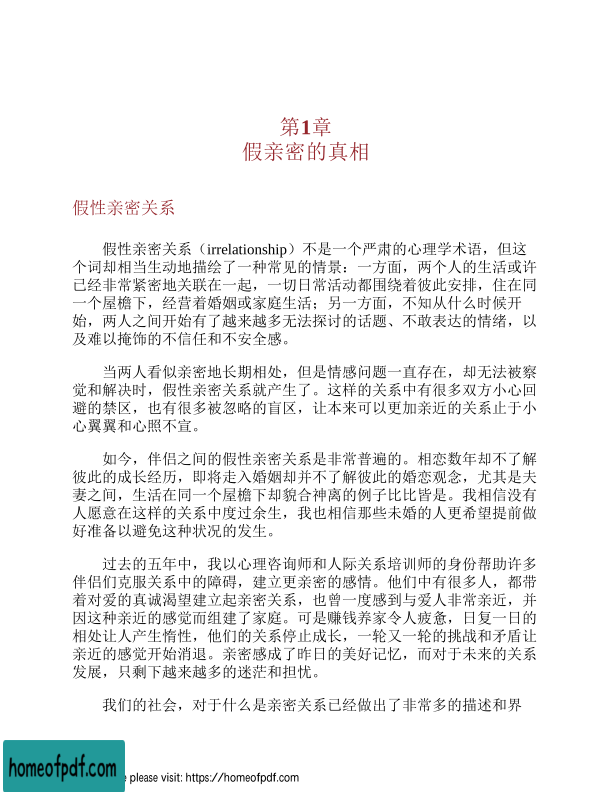 第1章
假亲密的真相
假性亲密关系
假性亲密关系（irrelationship）不是一个严肃的心理学术语，但这
个词却相当生动地描绘了一种常见的情景：一方面，两个人的生活或许
已经非常紧密地关联在一起，一切日常活动都围绕着彼此安排，住在同
一个屋檐下，经营着婚姻或家庭生活；另一方面，不知从什么时候开
始，两人之间开始有了越来越多无法探讨的话题、不敢表达的情绪，以
及难以掩饰的不信任和不安全感。
当两人看似亲密地长期相处，但是情感问题一直存在，却无法被察
觉和解决时，假性亲密关系就产生了。这样的关系中有很多双方小心回
避的禁区，也有很多被忽略的盲区，让本来可以更加亲近的关系止于小
心翼翼和心照不宣。
如今，伴侣之间的假性亲密关系是非常普遍的。相恋数年却不了解
彼此的成长经历，即将走入婚姻却并不了解彼此的婚恋观念，尤其是夫
妻之间，生活在同一个屋檐下却貌合神离的例子比比皆是。我相信没有
人愿意在这样的关系中度过余生，我也相信那些未婚的人更希望提前做
好准备以避免这种状况的发生。
过去的五年中，我以心理咨询师和人际关系培训师的身份帮助许多
伴侣们克服关系中的障碍，建立更亲密的感情。他们中有很多人，都带
着对爱的真诚渴望建立起亲密关系，也曾一度感到与爱人非常亲近，并
因这种亲近的感觉而组建了家庭。可是赚钱养家令人疲惫，日复一日的
相处让人产生惰性，他们的关系停止成长，一轮又一轮的挑战和矛盾让
亲近的感觉开始消退。亲密感成了昨日的美好记忆，而对于未来的关系
发展，只剩下越来越多的迷茫和担忧。
我们的社会，对于什么是亲密关系已经做出了非常多的描述和界
homeofpdf.com
please visit: https://homeofpdf.com